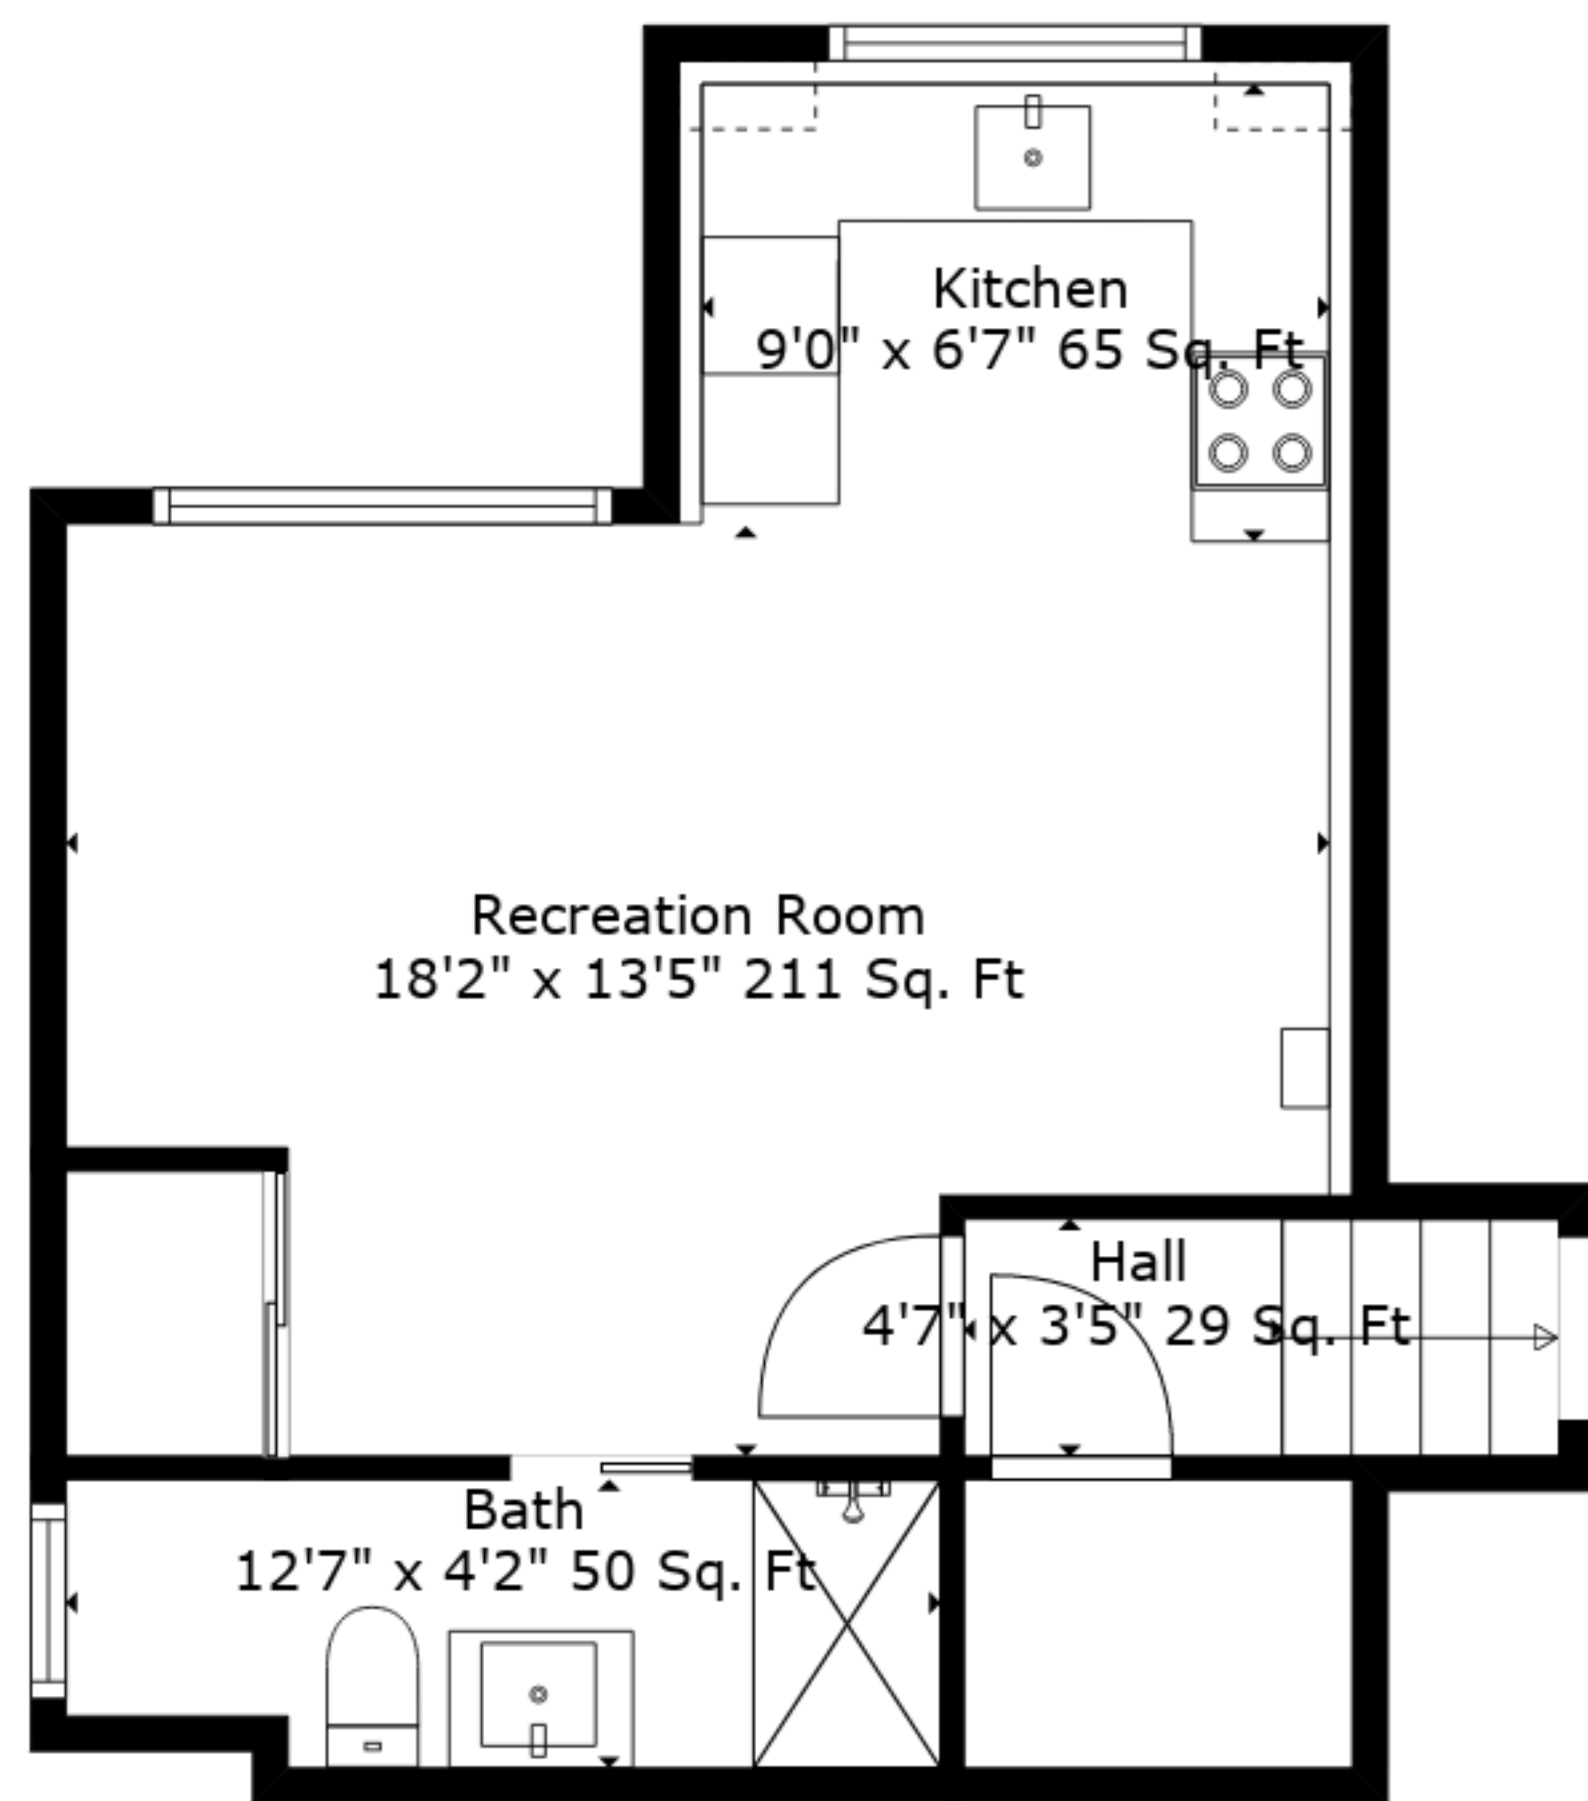 Kitchen
9'0" x 6'7" 65 Sq. Ft
Recreation Room
18'2" x 13'5" 211 Sq. Ft
Hall
4'7" x 3'5" 29 Sq. Ft
Bath
12'7" x 4'2" 50 Sq. Ft